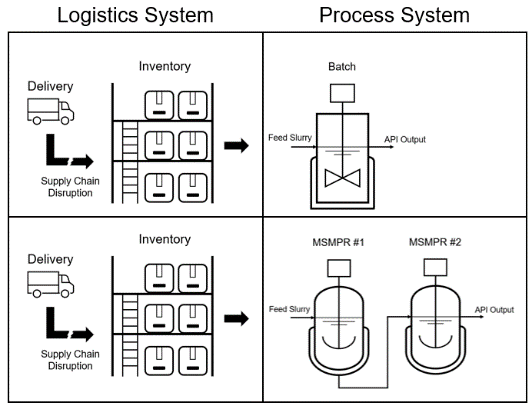 Logistics System
Process System
Delivery
Inventory
Supply Chain
Disruption
Batch
Feed Slurry
API Output
Delivery
Inventory
Supply Chain
Disruption
MSMPR #1
MSMPR #2
Feed Slurry
API Output